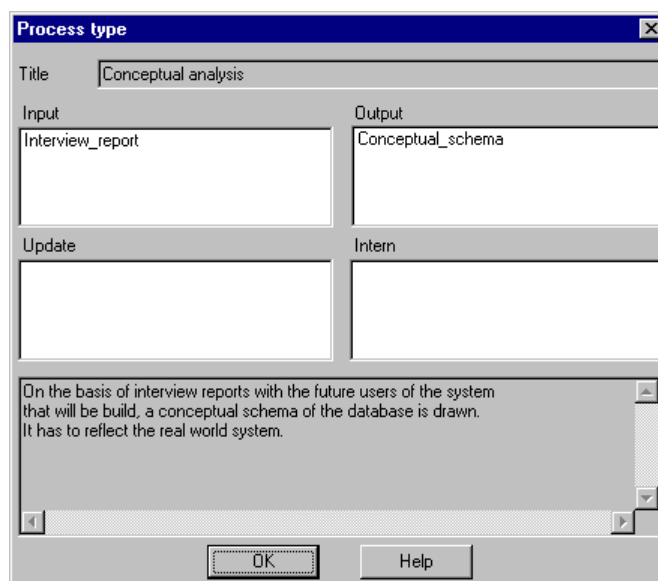 Process type
Title Conceptual analysis
Input Output
Interview_report Conceptual_schema
Update Intern
On the basis of interview reports with the future users of the system
that will be build, a conceptual schema of the database is drawn.
It has to reflect the real world system.
OK Help